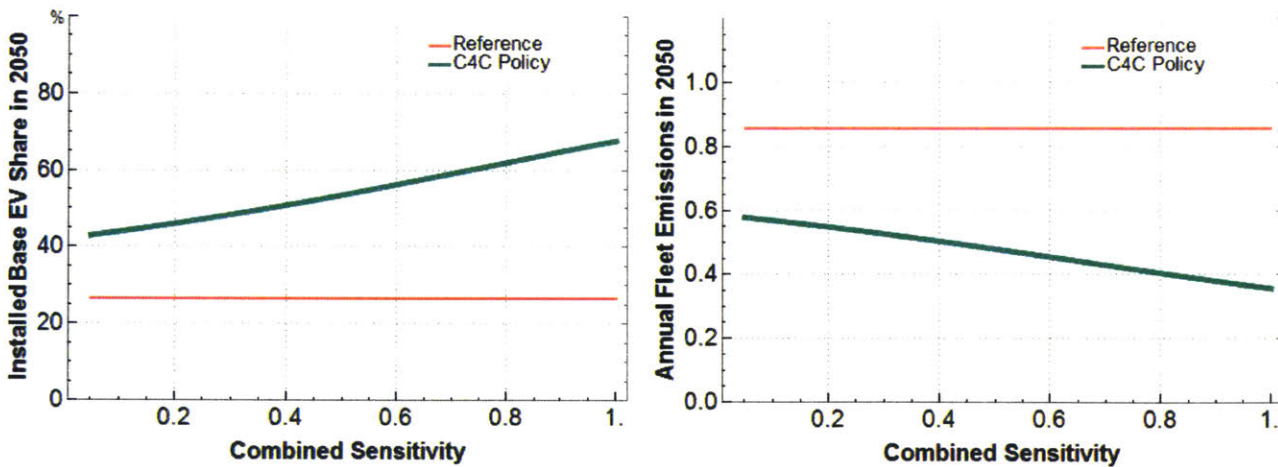 %
Reference
C4C Policy
80
60
40
20
0
0.2 0.4 0.6 0.8 1.
Combined Sensitivity
Installed Base EV Share in 2050
Reference
C4C Policy
1.0
0.8
0.6
0.4
0.2
0.0
0.2 0.4 0.6 0.8 1.
Combined Sensitivity
Annual Fleet Emissions in 2050